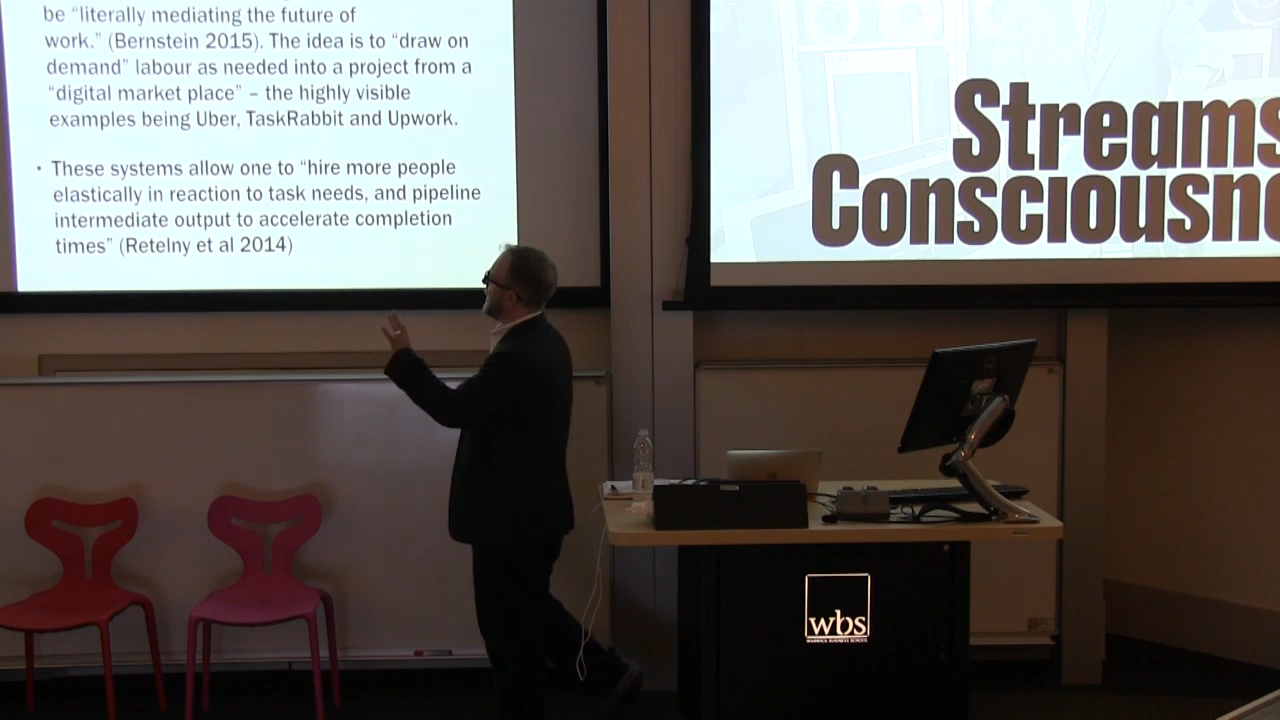 be “literally mediating the future of
work.” (Bernstein 2015). The idea is to “draw on
demand” labour as needed into a project from a
“digital market place” – the highly visible
examples being Uber, TaskRabbit and Upwork.
• These systems allow one to “hire more people
elastically in reaction to task needs, and pipeline
intermediate output to accelerate completion
times” (Retelny et al 2014)
Streams
Consciousne
wbs
WARWICK BUSINESS SCHOOL